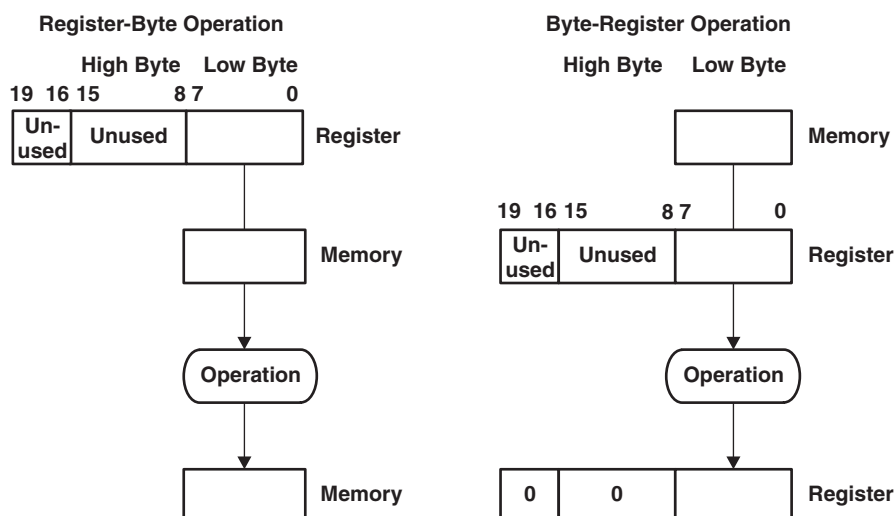 Register-Byte Operation
High Byte Low Byte
19 16 15 8 7 0
Un-
used
Unused
Register
Memory
Operation
Memory
Byte-Register Operation
High Byte Low Byte
Memory
19 16 15 8 7 0
Un-
used
Unused
Register
Operation
0 0
Register